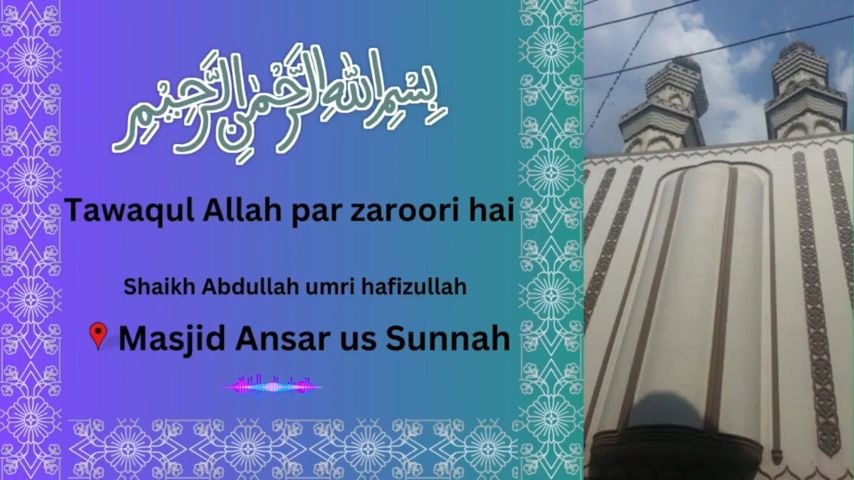 بِسْمِ اللهِ الرَّحْمٰنِ الرَّحِيْمِ
Tawaqul Allah par zaroori hai
Shaikh Abdullah umri hafizullah
Masjid Ansar us Sunnah